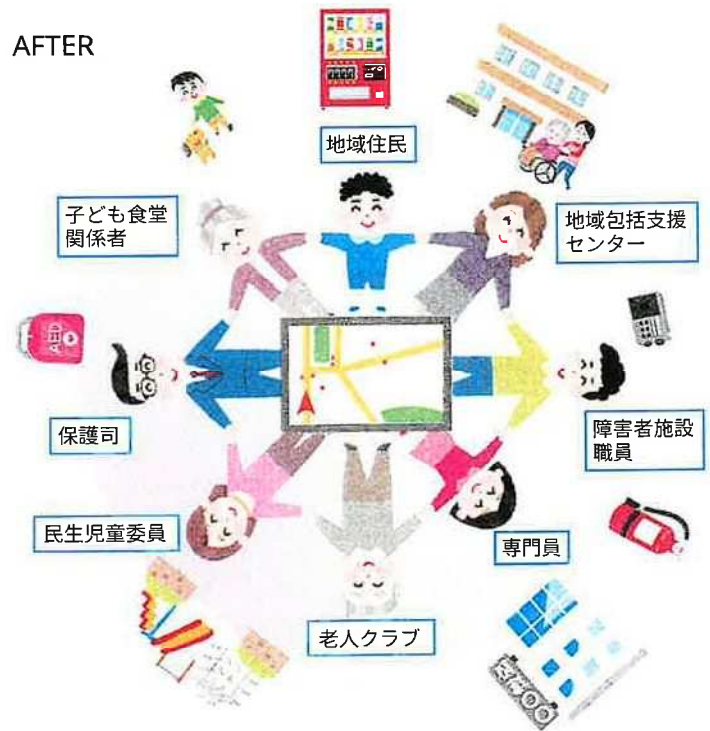 AFTER
地域住民
子ども食堂
関係者
地域包括支援
センター
AED
保護司
障害者施設
職員
民生児童委員
専門員
老人クラブ